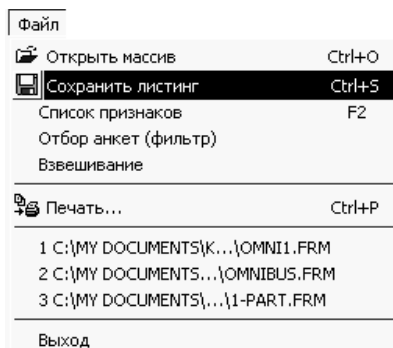 Файл
Открыть массив Ctrl+O
Сохранить листинг Ctrl+S
Список признаков F2
Отбор анкет (фильтр)
Взвешивание
Печать... Ctrl+P
1 C:\MY DOCUMENTS\K...\OMNI1.FRM
2 C:\MY DOCUMENTS...\OMNIBUS.FRM
3 C:\MY DOCUMENTS\...\1-PART.FRM
Выход